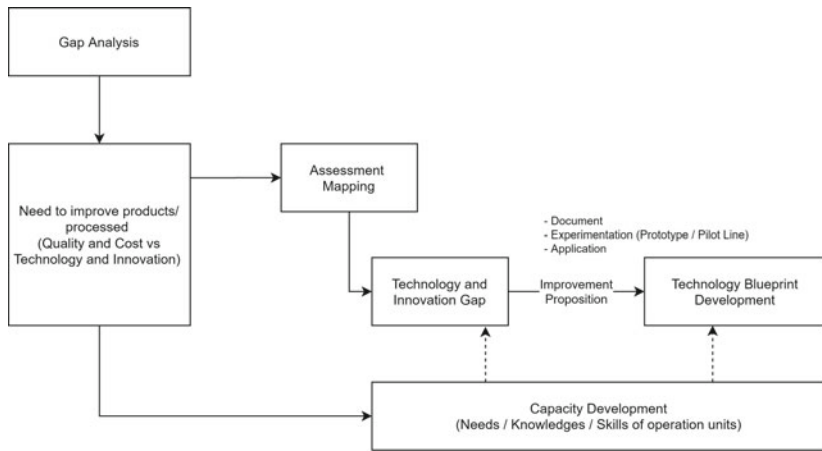 Gap Analysis
Need to improve products/
processed
(Quality and Cost vs
Technology and Innovation)
Assessment
Mapping
- Document
- Experimentation (Prototype / Pilot Line)
- Application
Technology and
Innovation Gap
Improvement
Proposition
Technology Blueprint
Development
Capacity Development
(Needs / Knowledges / Skills of operation units)